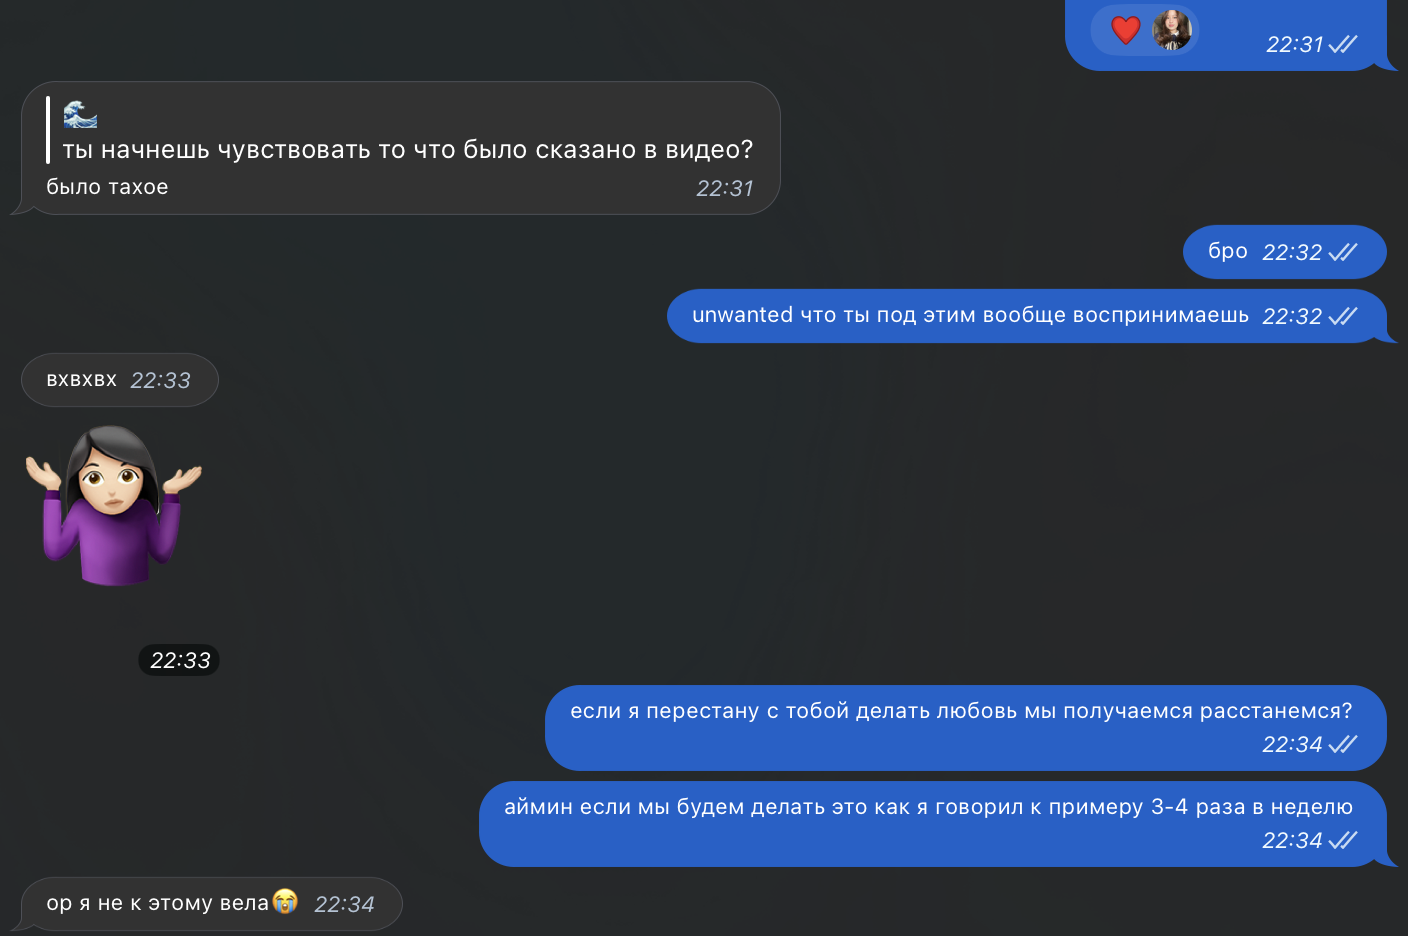 22:31
ты начнешь чувствовать то что было сказано в видео?
было тахое 22:31
бро 22:32
unwanted что ты под этим вообще воспринимаешь 22:32
вхвхвх 22:33
22:33
если я перестану с тобой делать любовь мы получаемся расстанемся?
22:34
аймин если мы будем делать это как я говорил к примеру 3-4 раза в неделю
22:34
ор я не к этому вела😭 22:34